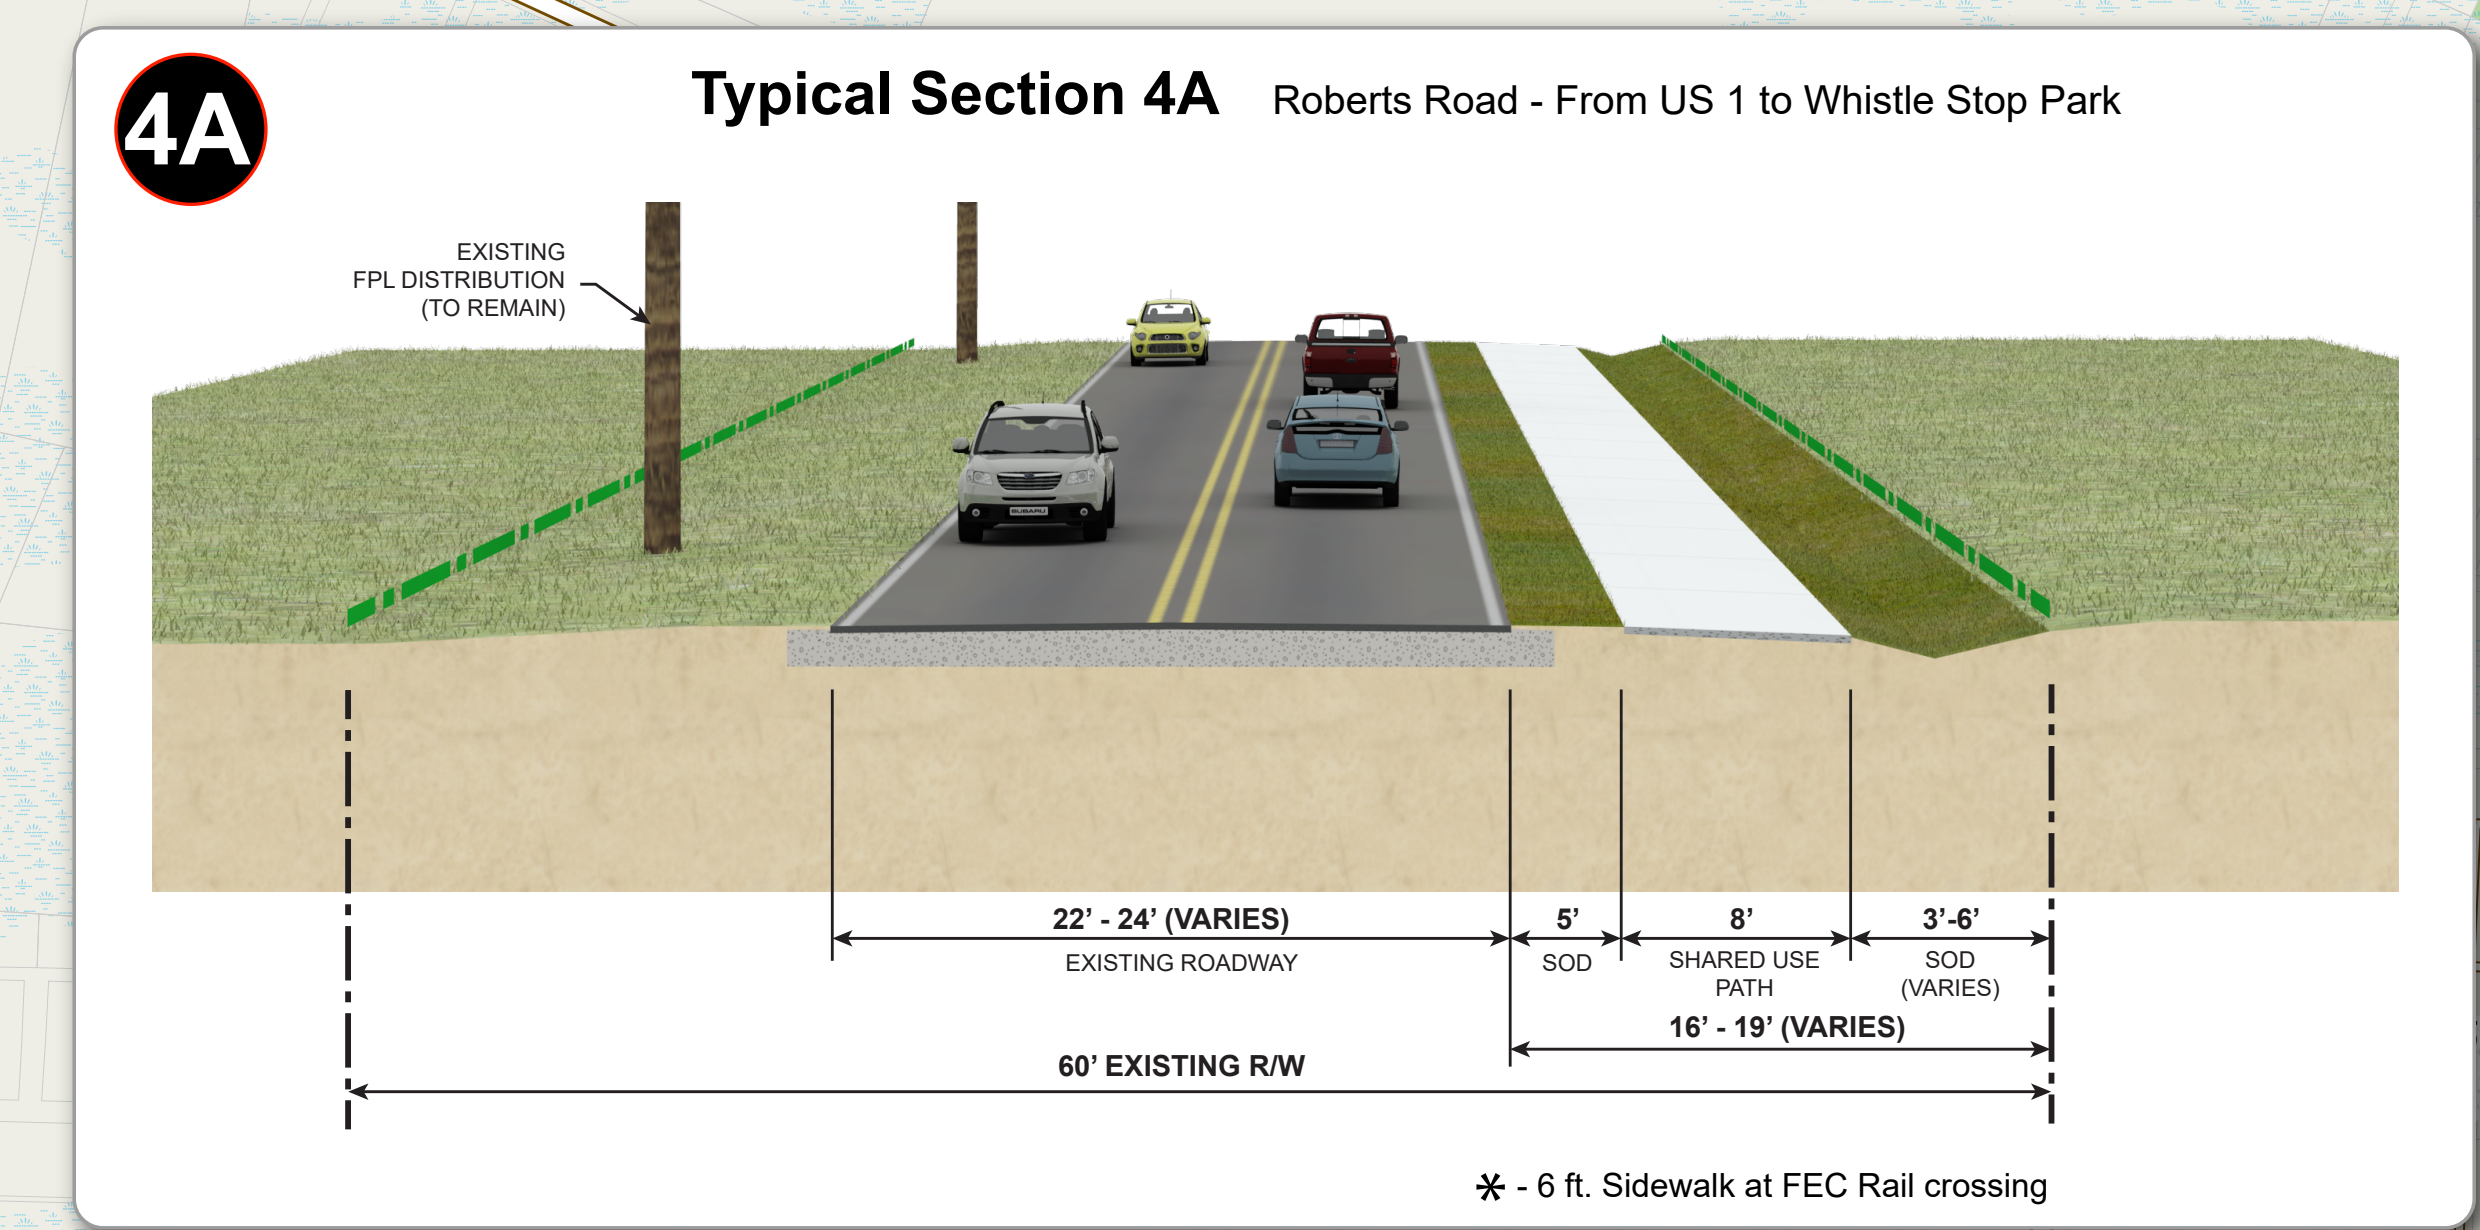 4A
Typical Section 4A
Roberts Road - From US 1 to Whistle Stop Park
EXISTING
FPL DISTRIBUTION
(TO REMAIN)
SUBARU
22’ - 24’ (VARIES)
EXISTING ROADWAY
5’
SOD
8’
SHARED USE
PATH
3’-6’
SOD
(VARIES)
16’ - 19’ (VARIES)
60’ EXISTING R/W
* - 6 ft. Sidewalk at FEC Rail crossing